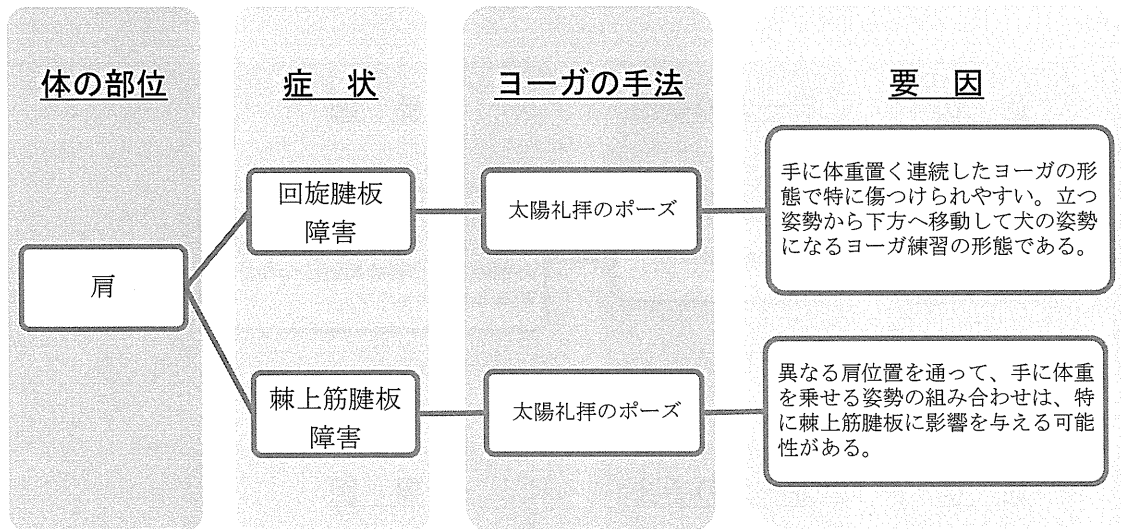 体の部位
症　状
ヨーガの手法
要　因
肩
回旋腱板
障害
太陽礼拝のポーズ
手に体重置く連続したヨーガの形
態で特に傷つけられやすい。立つ
姿勢から下方へ移動して犬の姿勢
になるヨーガ練習の形態である。
棘上筋腱板
障害
太陽礼拝のポーズ
異なる肩位置を通って、手に体重
を乗せる姿勢の組み合わせは、特
に棘上筋腱板に影響を与える可能
性がある。